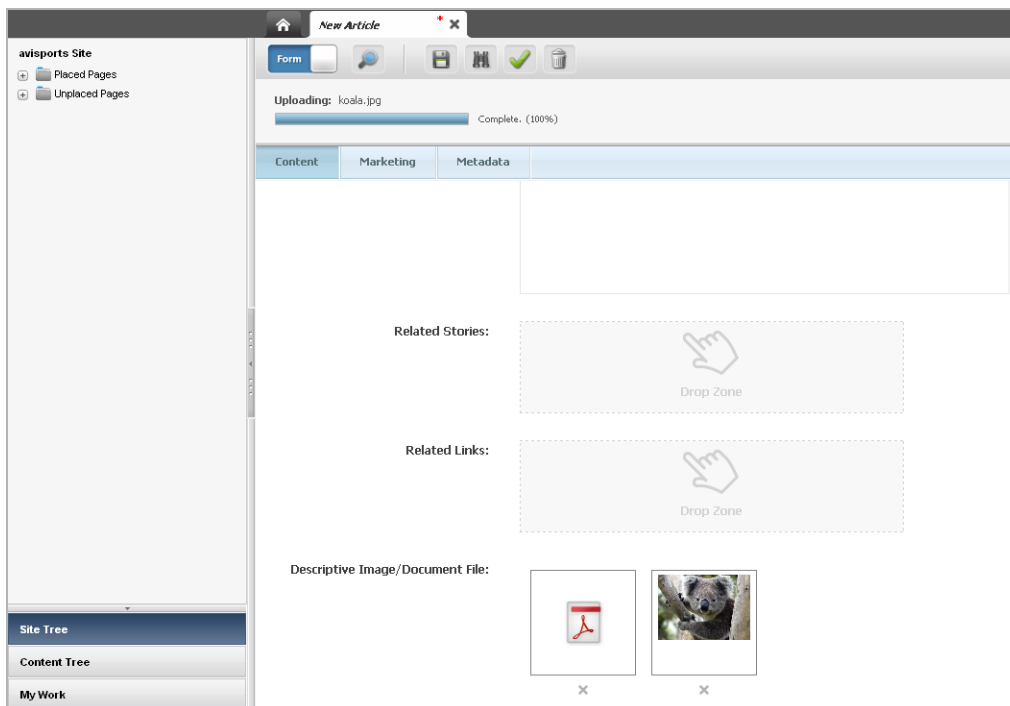 New Article *
avisports Site
Placed Pages
Unplaced Pages
Form
Uploading: koala.jpg
Complete. (100%)
Content Marketing Metadata
Related Stories:
Drop Zone
Related Links:
Drop Zone
Descriptive Image/Document File:
Site Tree
Content Tree
My Work